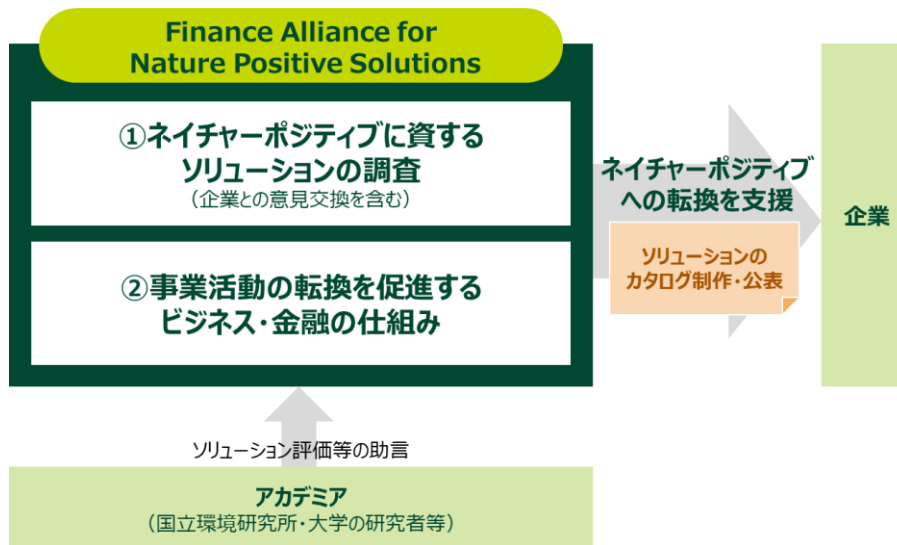 Finance Alliance for
Nature Positive Solutions
①ネイチャーポジティブに資する
ソリューションの調査
（企業との意見交換を含む）
②事業活動の転換を促進する
ビジネス・金融の仕組み
ネイチャーポジティブ
への転換を支援
ソリューションの
カタログ制作・公表
企業
ソリューション評価等の助言
アカデミア
（国立環境研究所・大学の研究者等）